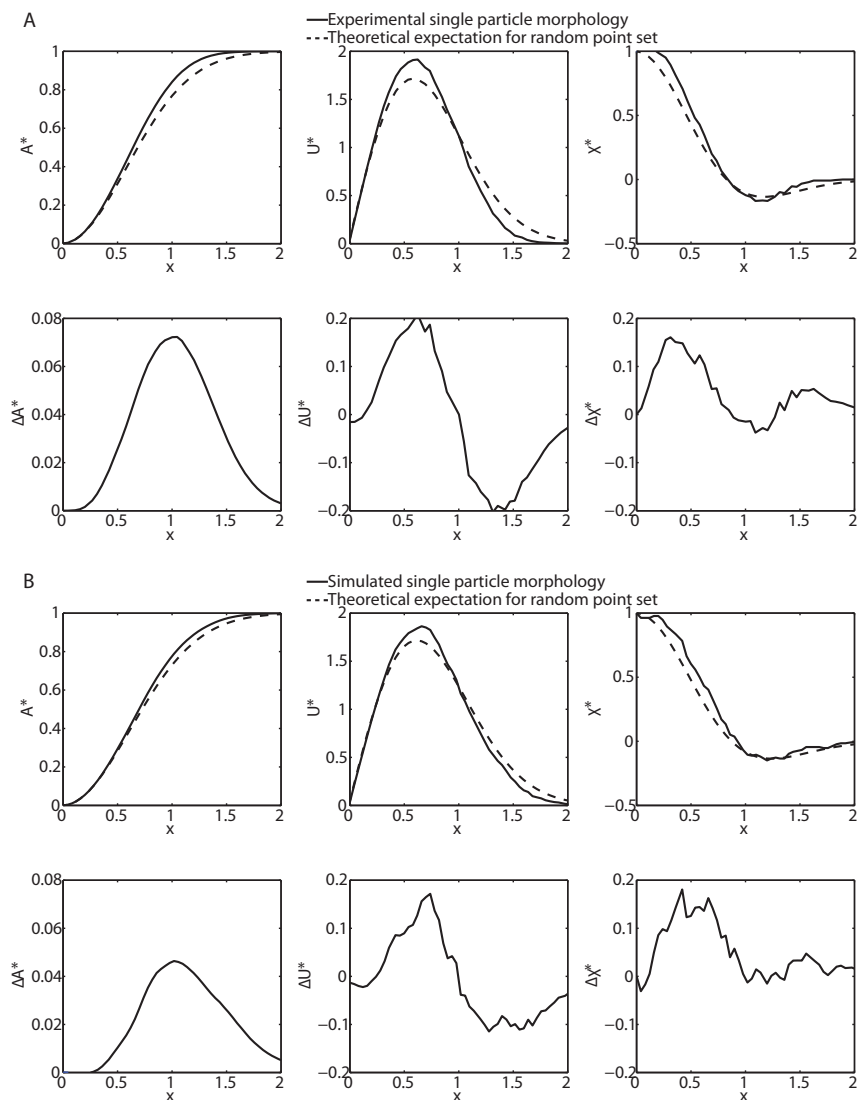 A
Experimental single particle morphology
Theoretical expectation for random point set
1
0.8
0.6
0.4
0.2
0
A*
0 0.5 1 1.5 2
x
2
1.5
1
0.5
0
U*
0 0.5 1 1.5 2
x
1
0.5
0
−0.5
χ*
0 0.5 1 1.5 2
x
0.08
0.06
0.04
0.02
0
ΔA*
0 0.5 1 1.5 2
x
0.2
0.1
0
−0.1
−0.2
ΔU*
0 0.5 1 1.5 2
x
0.2
0.1
0
−0.1
−0.2
Δχ*
0 0.5 1 1.5 2
x
B
Simulated single particle morphology
Theoretical expectation for random point set
1
0.8
0.6
0.4
0.2
0
A*
0 0.5 1 1.5 2
x
2
1.5
1
0.5
0
U*
0 0.5 1 1.5 2
x
1
0.5
0
−0.5
χ*
0 0.5 1 1.5 2
x
0.08
0.06
0.04
0.02
0
ΔA*
0 0.5 1 1.5 2
x
0.2
0.1
0
−0.1
−0.2
ΔU*
0 0.5 1 1.5 2
x
0.2
0.1
0
−0.1
−0.2
Δχ*
0 0.5 1 1.5 2
x